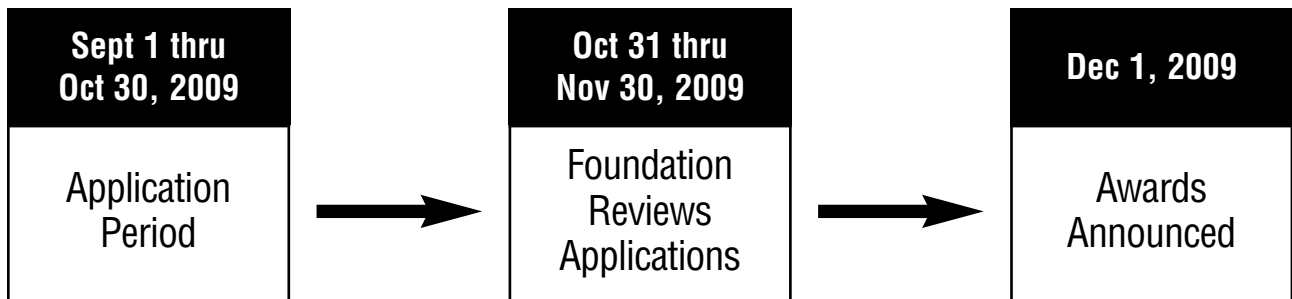 Sept 1 thru
Oct 30, 2009
Application
Period
Oct 31 thru
Nov 30, 2009
Foundation
Reviews
Applications
Dec 1, 2009
Awards
Announced